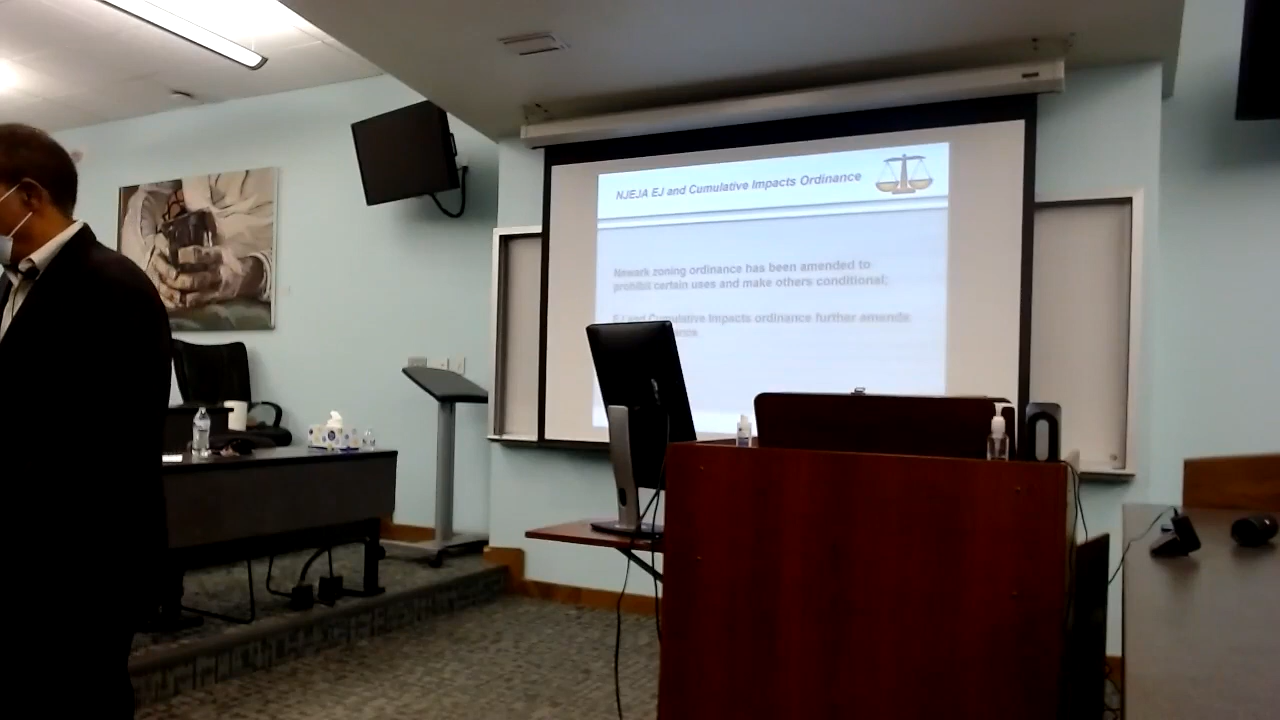 NJEJA EJ and Cumulative Impacts Ordinance
Newark zoning ordinance has been amended to
prohibit certain uses and make others conditional;
EJ and Cumulative Impacts ordinance further amends